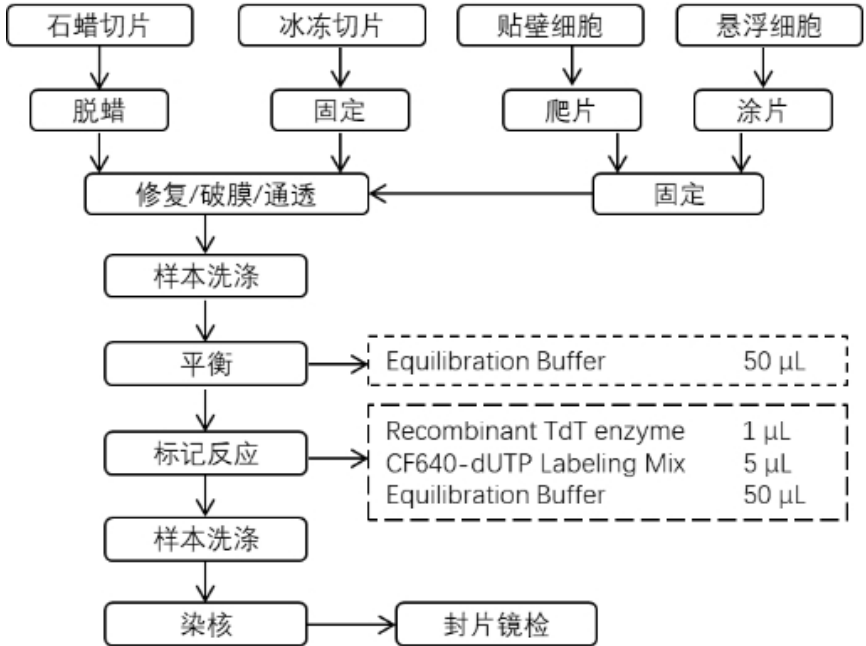 石蜡切片
冰冻切片
贴壁细胞
悬浮细胞
脱蜡
固定
爬片
涂片
修复/破膜/通透
固定
样本洗涤
平衡
Equilibration Buffer 50 μL
标记反应
Recombinant TdT enzyme 1 μL
CF640-dUTP Labeling Mix 5 μL
Equilibration Buffer 50 μL
样本洗涤
染核
封片镜检